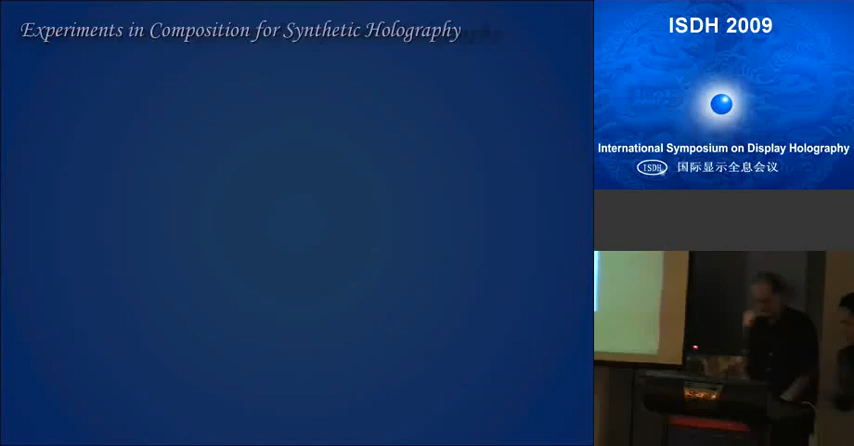 Experiments in Composition for Synthetic Holography
ISDH 2009
International Symposium on Display Holography
ISDH
国际显示全息会议